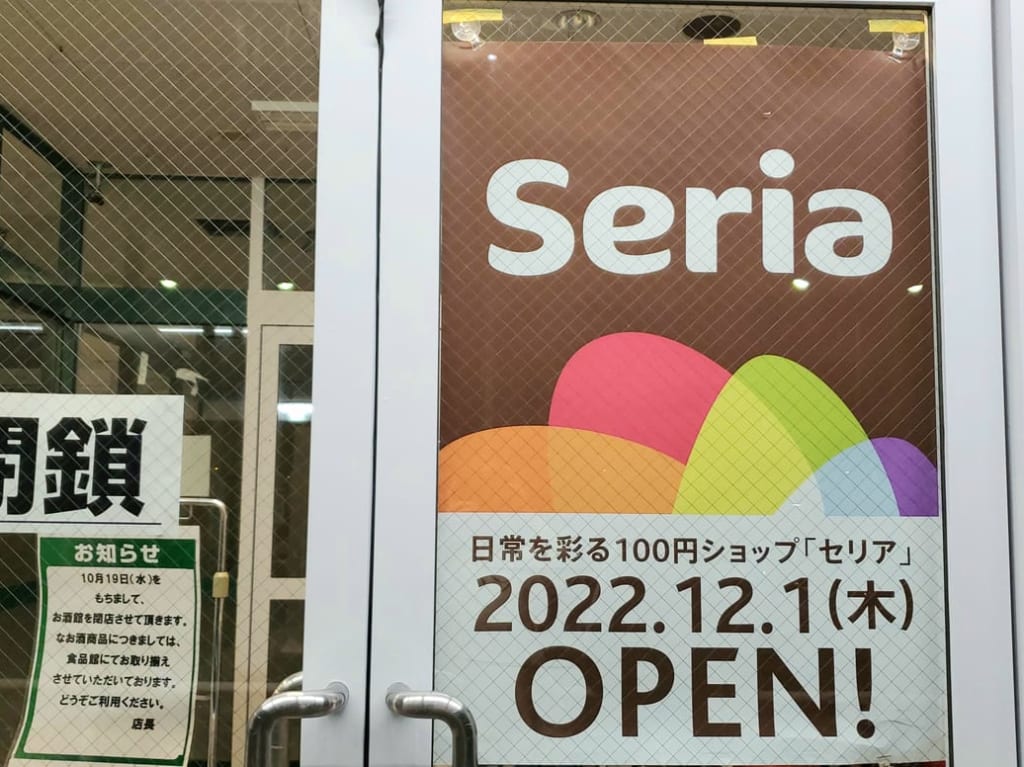 閉鎖
お知らせ
10月19日(水)を
もちまして、
お酒館を閉店させて頂きます。
なお酒商品につきましては、
食品館にてお取り揃え
させていただいております。
どうぞご利用ください。
店長
Seria
日常を彩る100円ショップ「セリア」
2022.12.1(木)
OPEN!